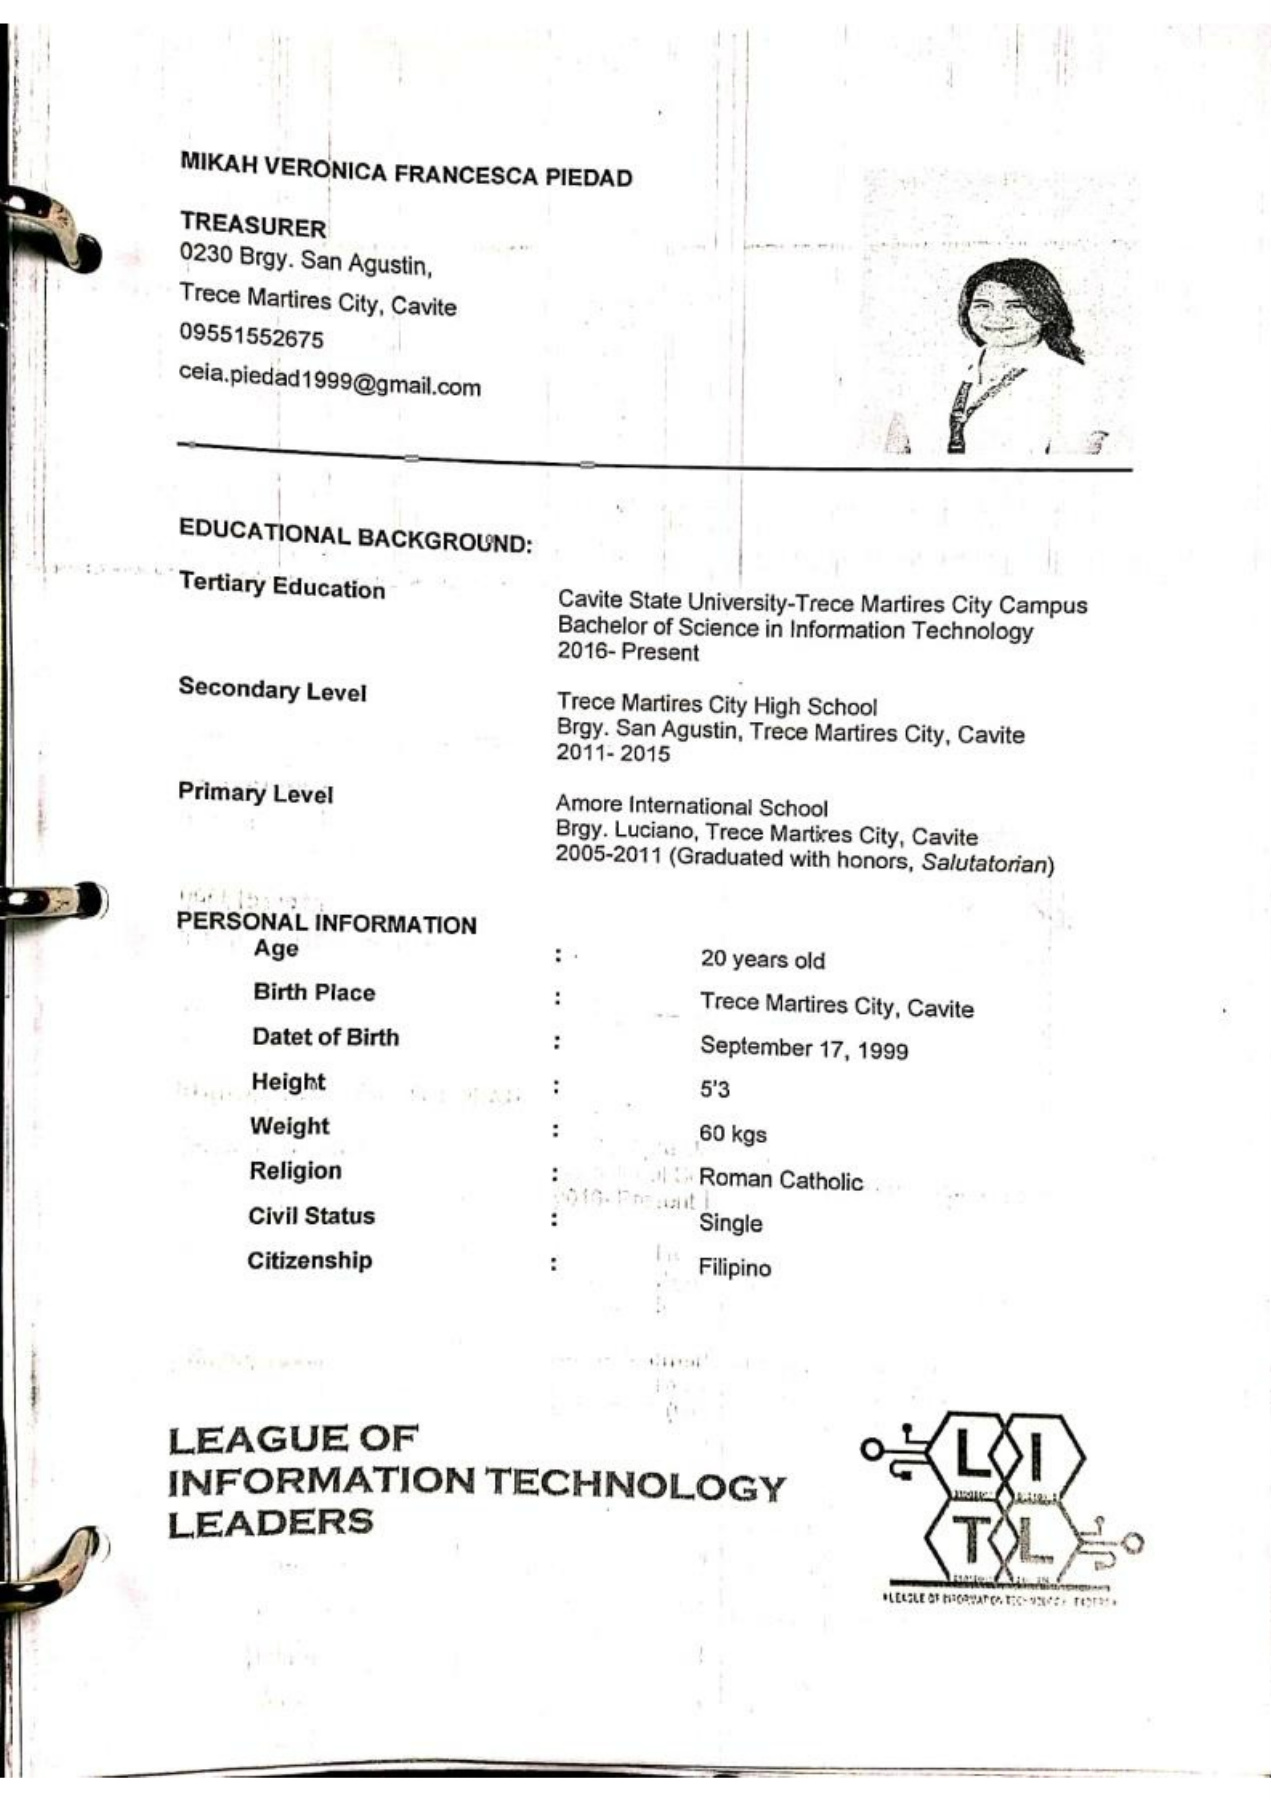 MIKAH VERONICA FRANCESCA PIEDAD
TREASURER
0230 Brgy. San Agustin,
Trece Martires City, Cavite
09551552675
ceia.piedad1999@gmail.com
EDUCATIONAL BACKGROUND:
Tertiary Education
Cavite State University-Trece Martires City Campus
Bachelor of Science in Information Technology
2016- Present
Secondary Level
Trece Martires City High School
Brgy. San Agustin, Trece Martires City, Cavite
2011- 2015
Primary Level
Amore International School
Brgy. Luciano, Trece Martires City, Cavite
2005-2011 (Graduated with honors, Salutatorian)
PERSONAL INFORMATION
Age : 20 years old
Birth Place : Trece Martires City, Cavite
Datet of Birth : September 17, 1999
Height : 5'3
Weight : 60 kgs
Religion : Roman Catholic
Civil Status : Single
Citizenship : Filipino
LEAGUE OF
INFORMATION TECHNOLOGY
LEADERS
L I
T L
LEAGUE OF INFORMATION TECHNOLOGY